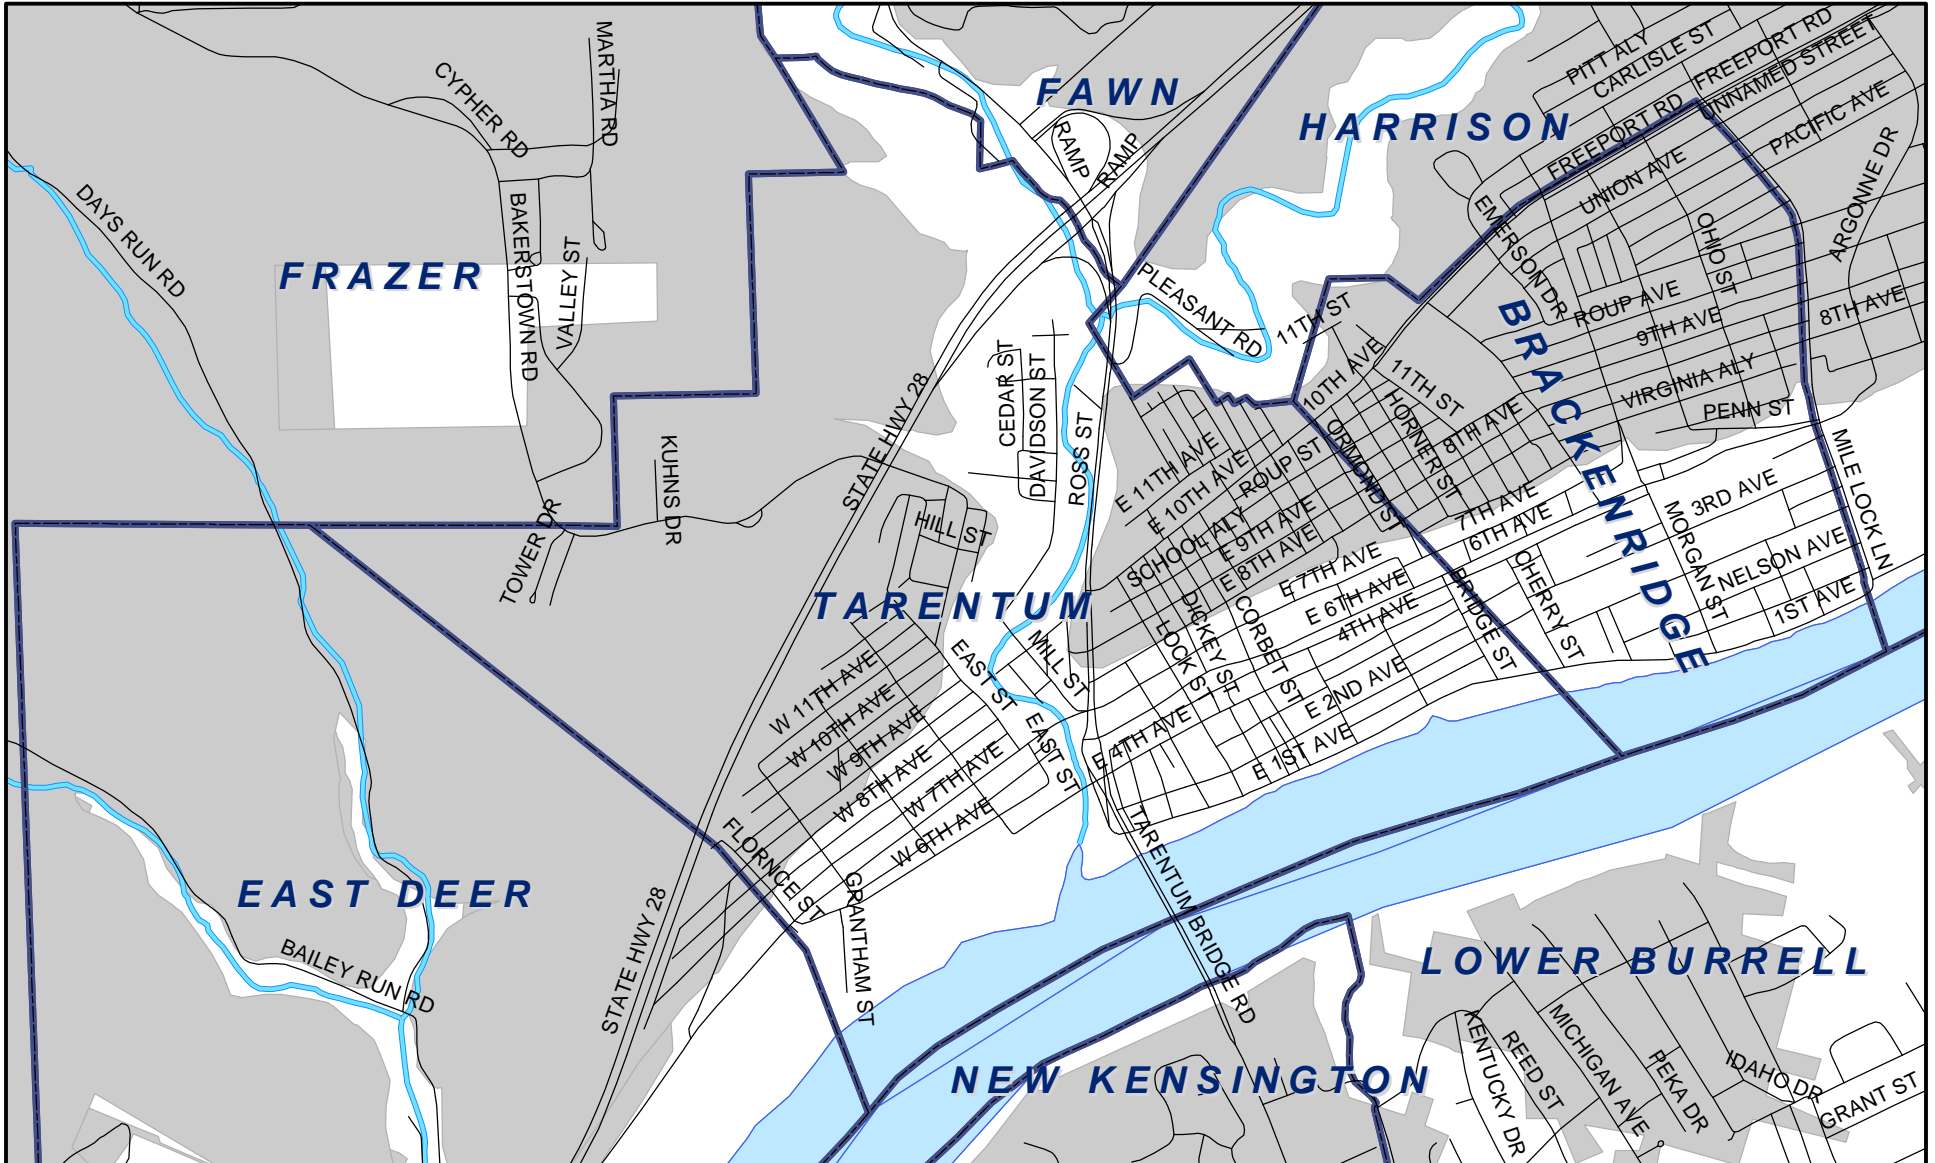 MARTHA RD
CYPHER RD
FAWN
RAMP
RAMP
HARRISON
PITT ALY
CARLISLE ST
FREEPORT RD
UNNAMED STREET
FREEPORT RD
PACIFIC AVE
UNION AVE
ARGONNE DR
EMERSON DR
OHIO ST
DAYS RUN RD
BAKERSTOWN RD
VALLEY ST
FRAZER
PLEASANT RD
11TH ST
ROUP AVE
9TH AVE
8TH AVE
BRACKENRIDGE
VIRGINIA ALY
PENN ST
CEDAR ST
DAVIDSON ST
ROSS ST
STATE HWY 28
10TH AVE
11TH ST
HORNER ST
8TH AVE
ORMOND ST
KUHNS DR
TOWER DR
HILL ST
E 11TH AVE
E 10TH AVE
ROUP ST
SCHOOL ALY
E 9TH AVE
E 8TH AVE
E 7TH AVE
E 6TH AVE
4TH AVE
7TH AVE
6TH AVE
3RD AVE
MILE LOCK LN
MORGAN ST
NELSON AVE
1ST AVE
CHERRY ST
BRIDGE ST
TARENTUM
DICKEY ST
LOCK ST
CORBET ST
E 2ND AVE
E 1ST AVE
E 4TH AVE
MILL ST
EAST ST
EAST ST
W 11TH AVE
W 10TH AVE
W 9TH AVE
W 8TH AVE
W 7TH AVE
W 6TH AVE
FLORNCE ST
GRANTHAM ST
TARENTUM BRIDGE RD
EAST DEER
BAILEY RUN RD
STATE HWY 28
LOWER BURRELL
NEW KENSINGTON
KENTUCKY DR
REED ST
MICHIGAN AVE
PEKA DR
IDAHO DR
GRANT ST